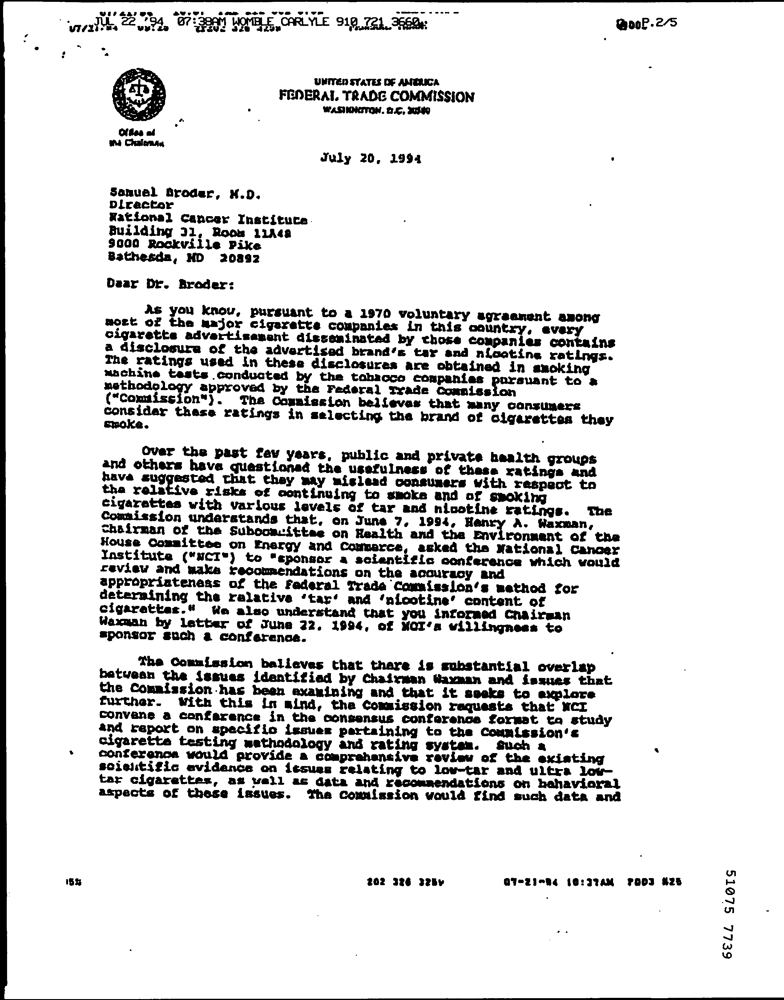 JUL 22 '94 07:38AM WOMBLE CARLYLE 910 721 3660
P.2/5
UNITED STATES OF AMERICA
FEDERAL TRADE COMMISSION
WASHINGTON, D.C. 20580
Office of
the Chairman
July 20, 1994
Samuel Broder, M.D.
Director
National Cancer Institute
Building 31, Room 11A48
9000 Rockville Pike
Bethesda, MD 20892
Dear Dr. Broder:
As you know, pursuant to a 1970 voluntary agreement among
most of the major cigarette companies in this country, every
cigarette advertisement disseminated by those companies contains
a disclosure of the advertised brand's tar and nicotine ratings.
The ratings used in these disclosures are obtained in smoking
machine tests conducted by the tobacco companies pursuant to a
methodology approved by the Federal Trade Commission
("Commission"). The Commission believes that many consumers
consider these ratings in selecting the brand of cigarettes they
smoke.
Over the past few years, public and private health groups
and others have questioned the usefulness of these ratings and
have suggested that they may mislead consumers with respect to
the relative risks of continuing to smoke and of smoking
cigarettes with various levels of tar and nicotine ratings. The
Commission understands that, on June 7, 1994, Henry A. Waxman,
Chairman of the Subcommittee on Health and the Environment of the
House Committee on Energy and Commerce, asked the National Cancer
Institute ("NCI") to "sponsor a scientific conference which would
review and make recommendations on the accuracy and
appropriateness of the Federal Trade Commission's method for
determining the relative 'tar' and 'nicotine' content of
cigarettes." We also understand that you informed Chairman
Waxman by letter of June 22, 1994, of NCI's willingness to
sponsor such a conference.
The Commission believes that there is substantial overlap
between the issues identified by Chairman Waxman and issues that
the Commission has been examining and that it seeks to explore
further. With this in mind, the Commission requests that NCI
convene a conference in the consensus conference format to study
and report on specific issues pertaining to the Commission's
cigarette testing methodology and rating system. Such a
conference would provide a comprehensive review of the existing
scientific evidence on issues relating to low-tar and ultra low-
tar cigarettes, as well as data and recommendations on behavioral
aspects of these issues. The Commission would find such data and
202 326 07-21-94 10:37AM P003 #25
51075 7739